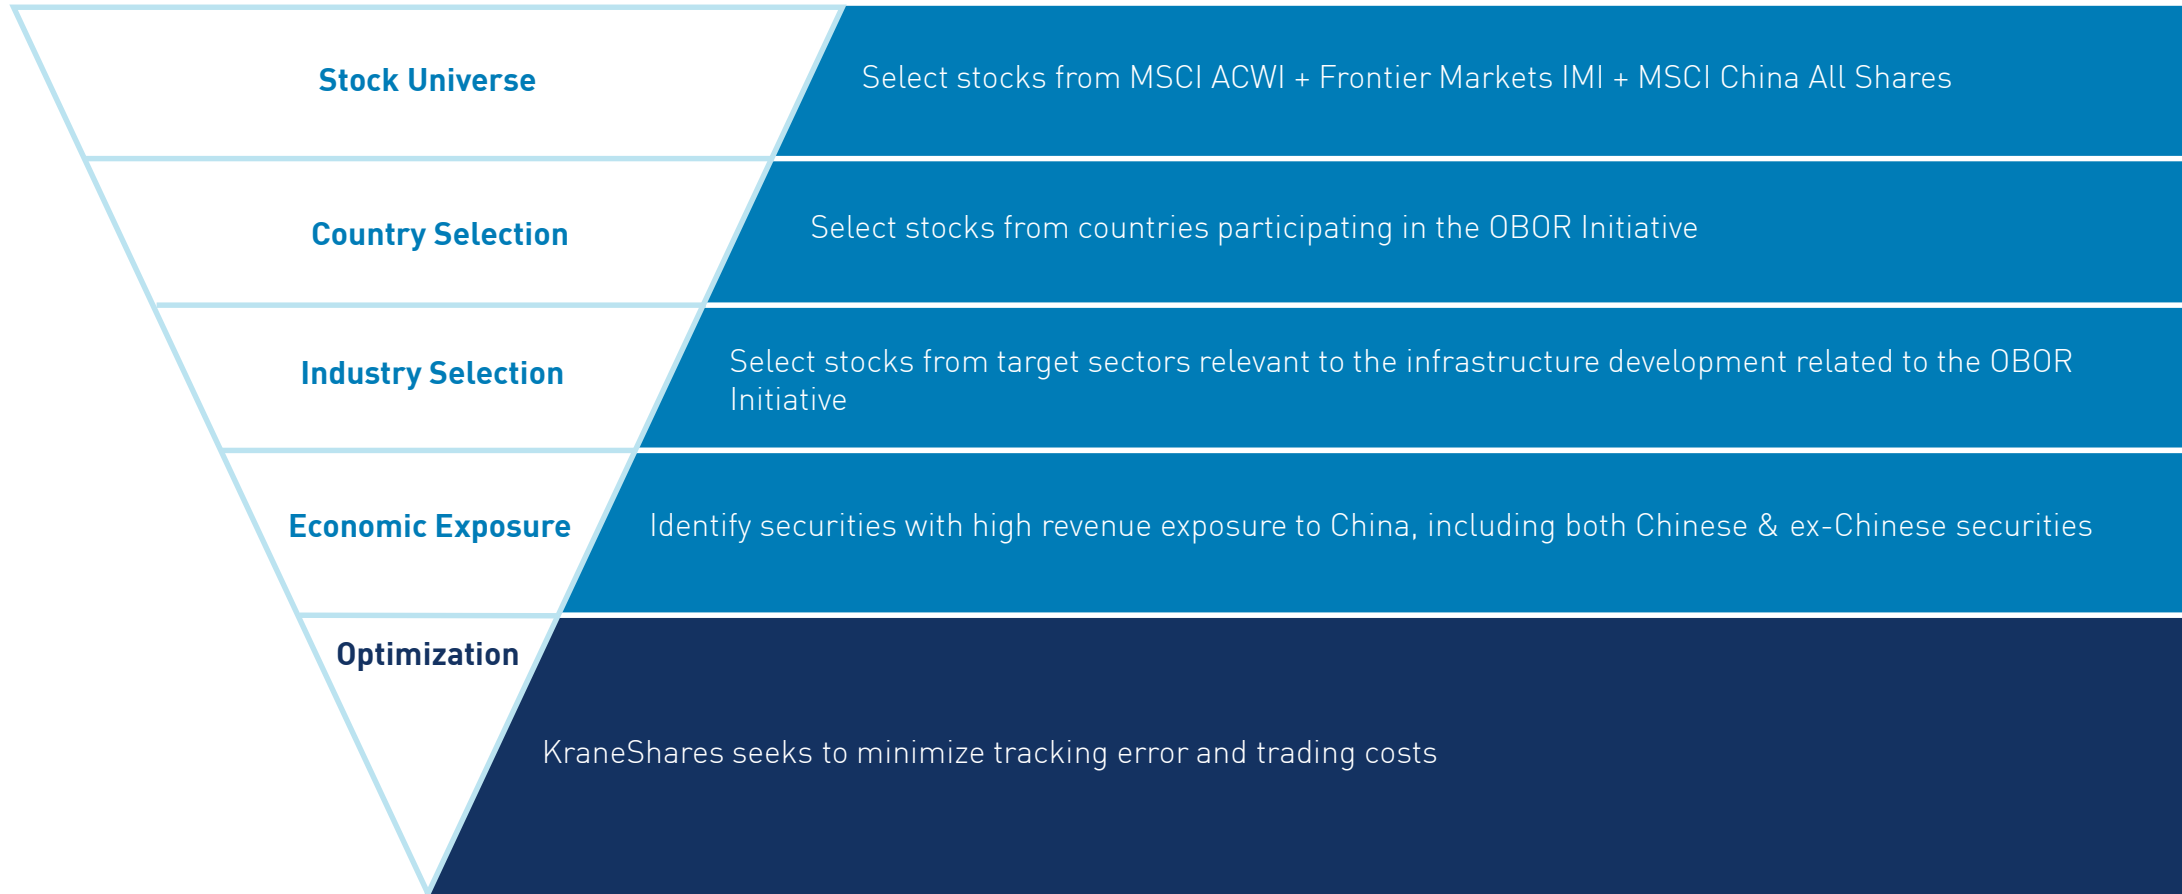 Stock Universe
Select stocks from MSCI ACWI + Frontier Markets IMI + MSCI China All Shares
Country Selection
Select stocks from countries participating in the OBOR Initiative
Industry Selection
Select stocks from target sectors relevant to the infrastructure development related to the OBOR
Initiative
Economic Exposure
Identify securities with high revenue exposure to China, including both Chinese & ex-Chinese securities
Optimization
KraneShares seeks to minimize tracking error and trading costs